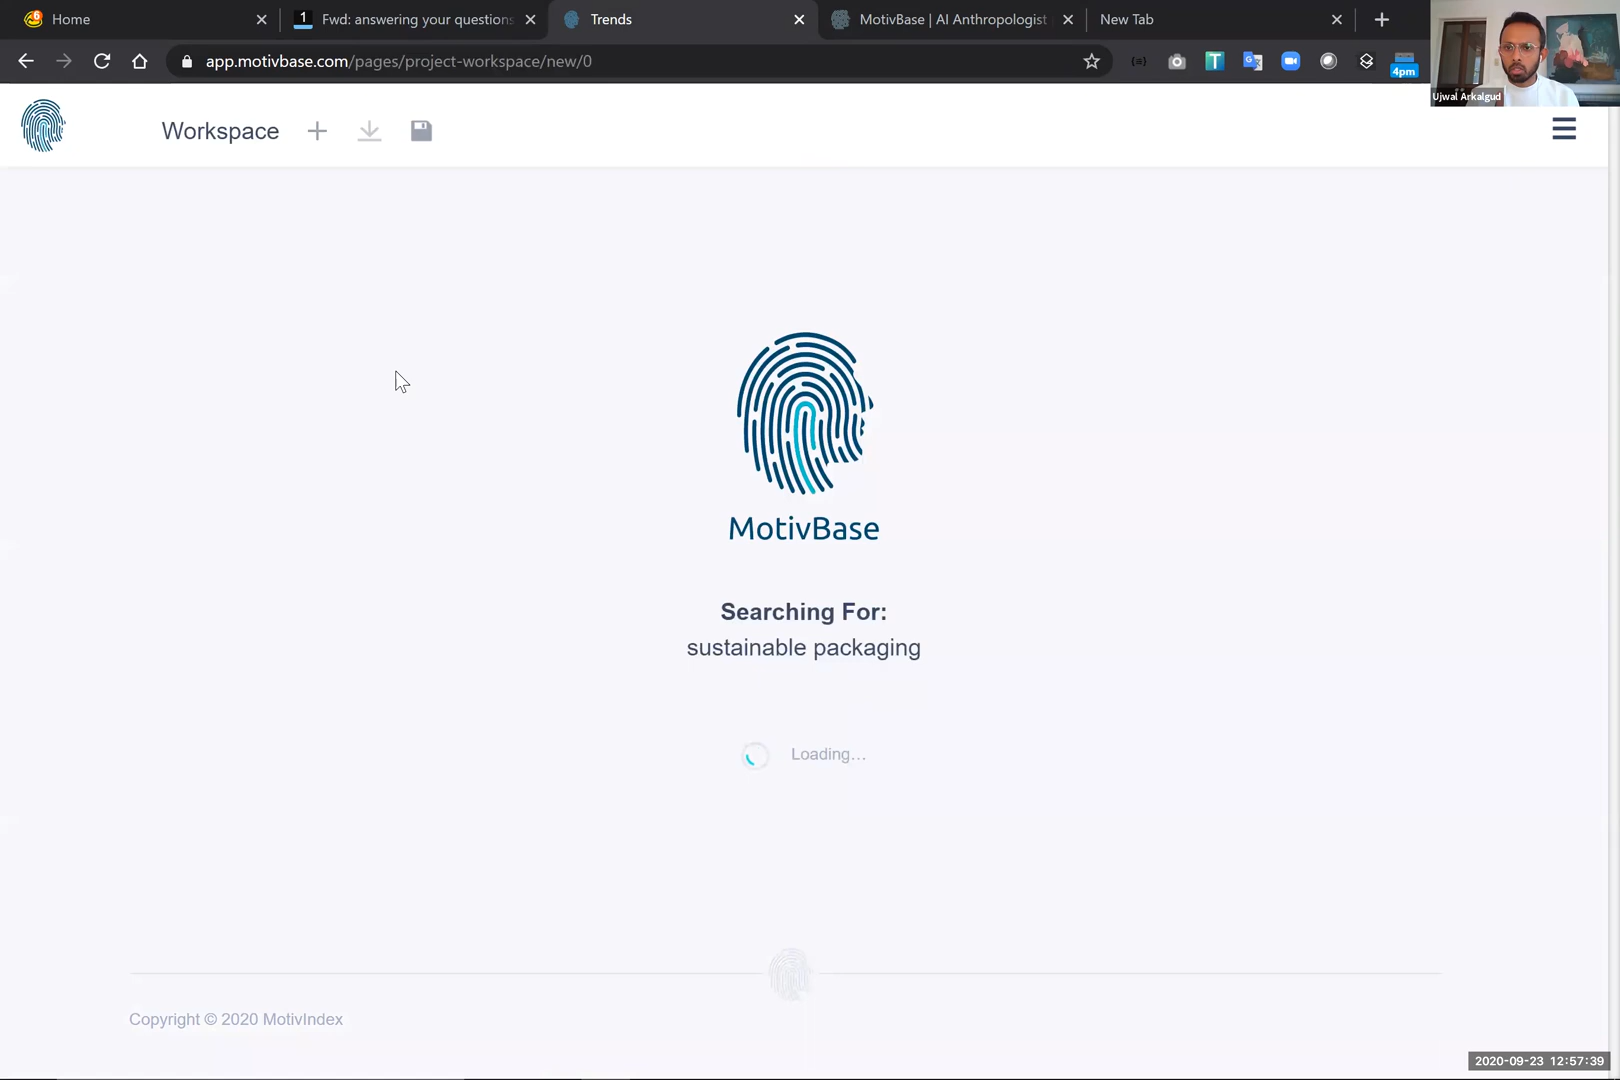 Home
1
Fwd: answering your questions
Trends
MotivBase | AI Anthropologist
New Tab
app.motivbase.com/pages/project-workspace/new/0
4pm
Ujwal Arkalgud
Workspace
MotivBase
Searching For:
sustainable packaging
Loading...
Copyright © 2020 MotivIndex
2020-09-23 12:57:39